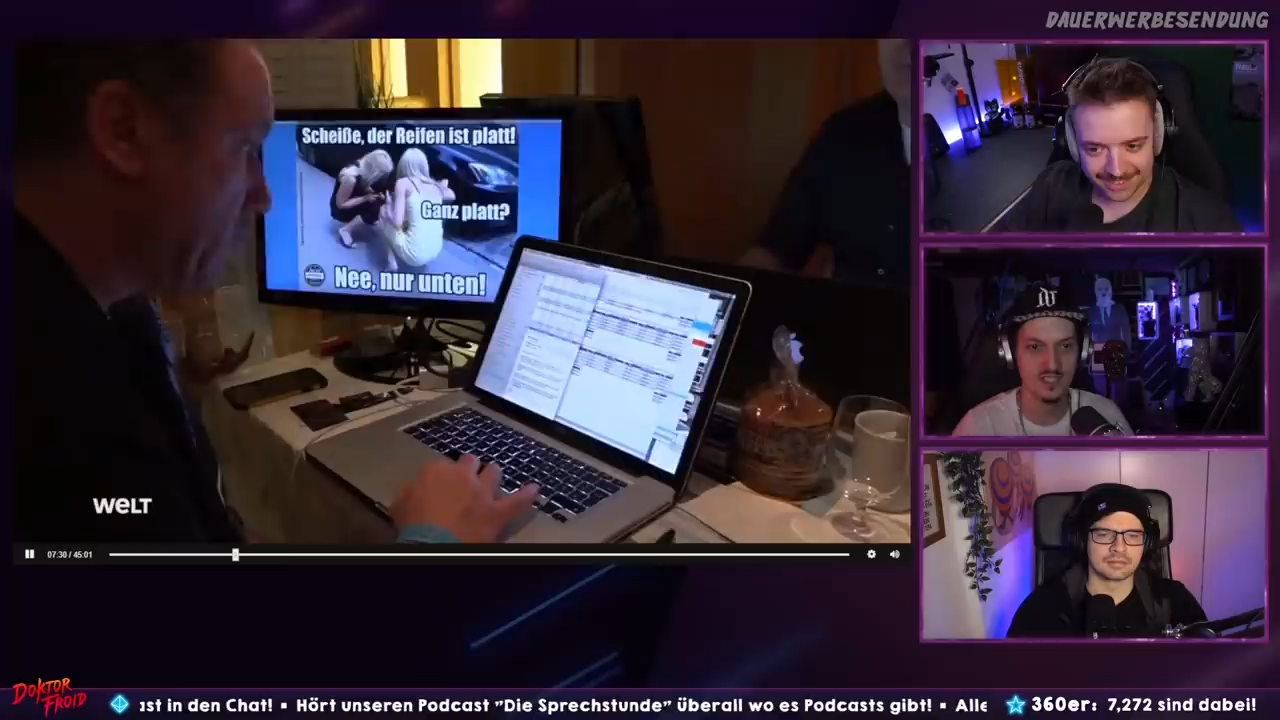 DAUERWERBESENDUNG
Scheiße, der Reifen ist platt!
Ganz platt?
Nee, nur unten!
WELT
07:30 / 45:01
DOKTOR
FROID
ıst in den Chat! ▪ Hört unseren Podcast "Die Sprechstunde" überall wo es Podcasts gibt! ▪ Alle
360er: 7,272 sind dabei!